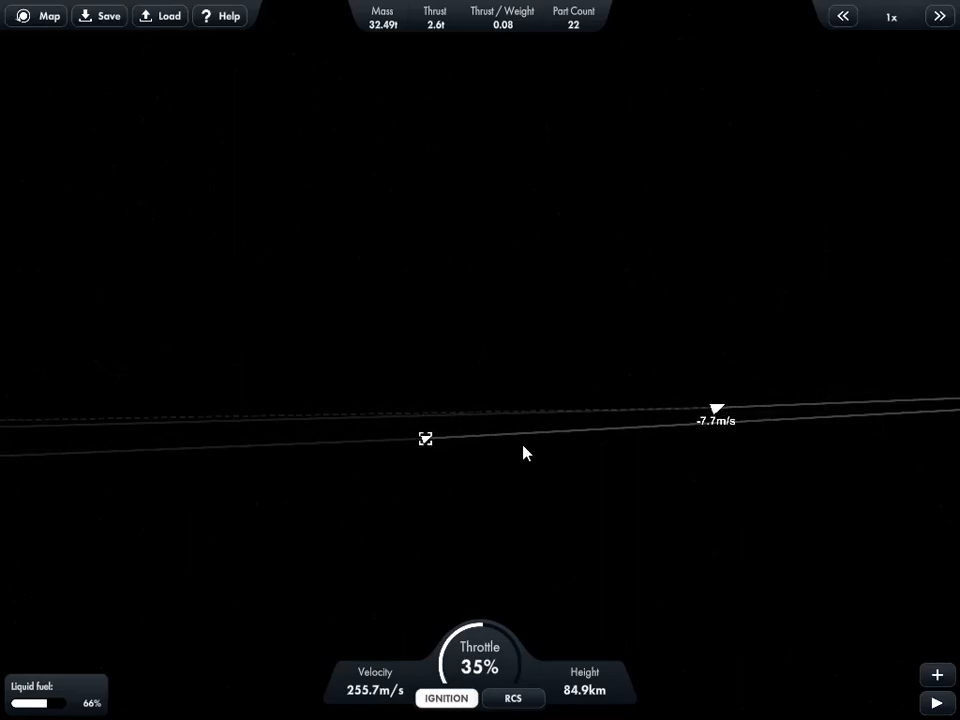 Map
Save
Load
? Help
Mass
32.49t
Thrust
2.6t
Thrust / Weight
0.08
Part Count
22
1x
-7.7m/s
Throttle
35%
Velocity
255.7m/s
Height
84.9km
IGNITION
RCS
Liquid fuel:
66%